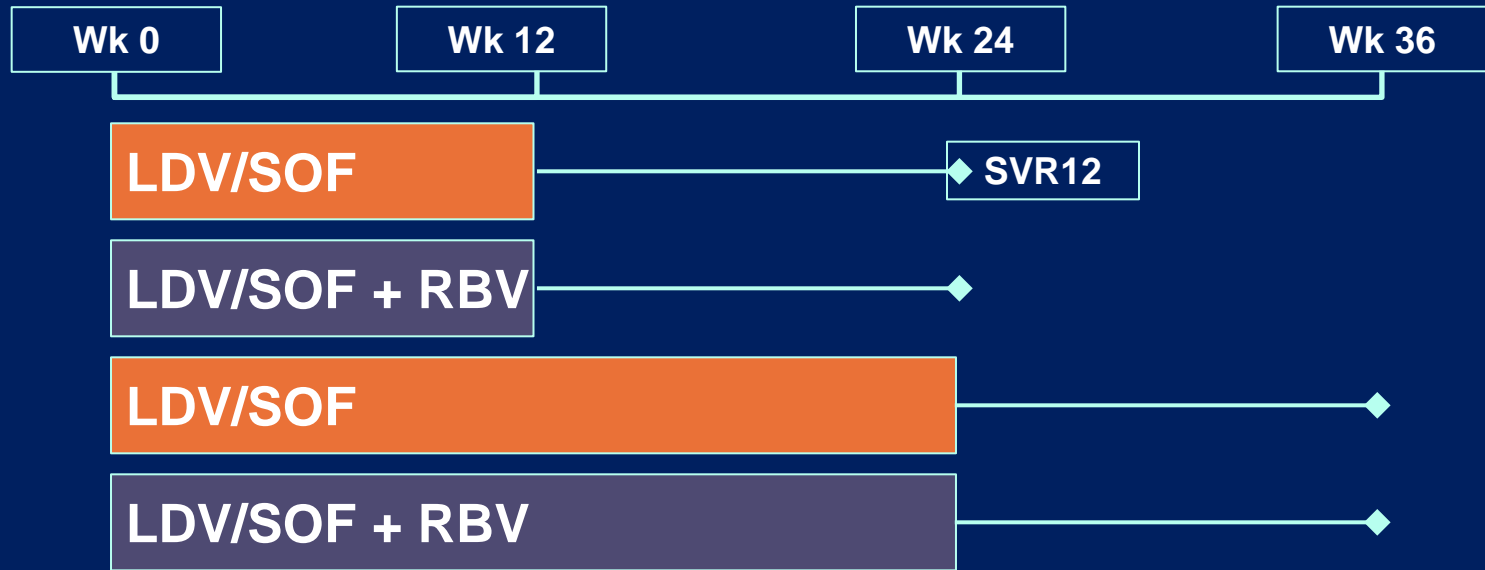 Wk 0
Wk 12
Wk 24
Wk 36
LDV/SOF
SVR12
LDV/SOF + RBV
LDV/SOF
LDV/SOF + RBV